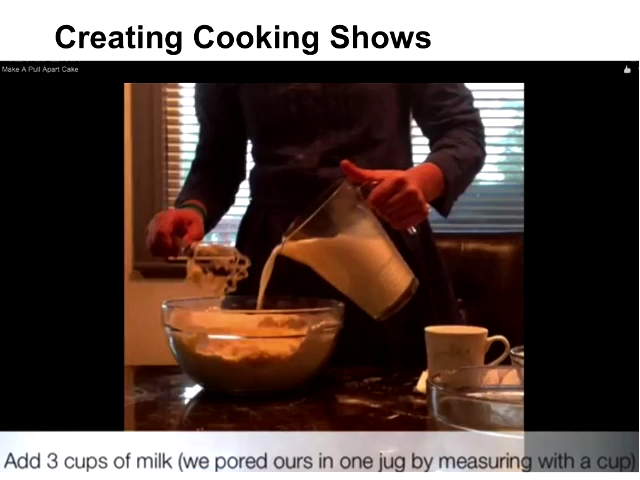 Creating Cooking Shows
Make A Pull Apart Cake
Add 3 cups of milk (we pored ours in one jug by measuring with a cup)